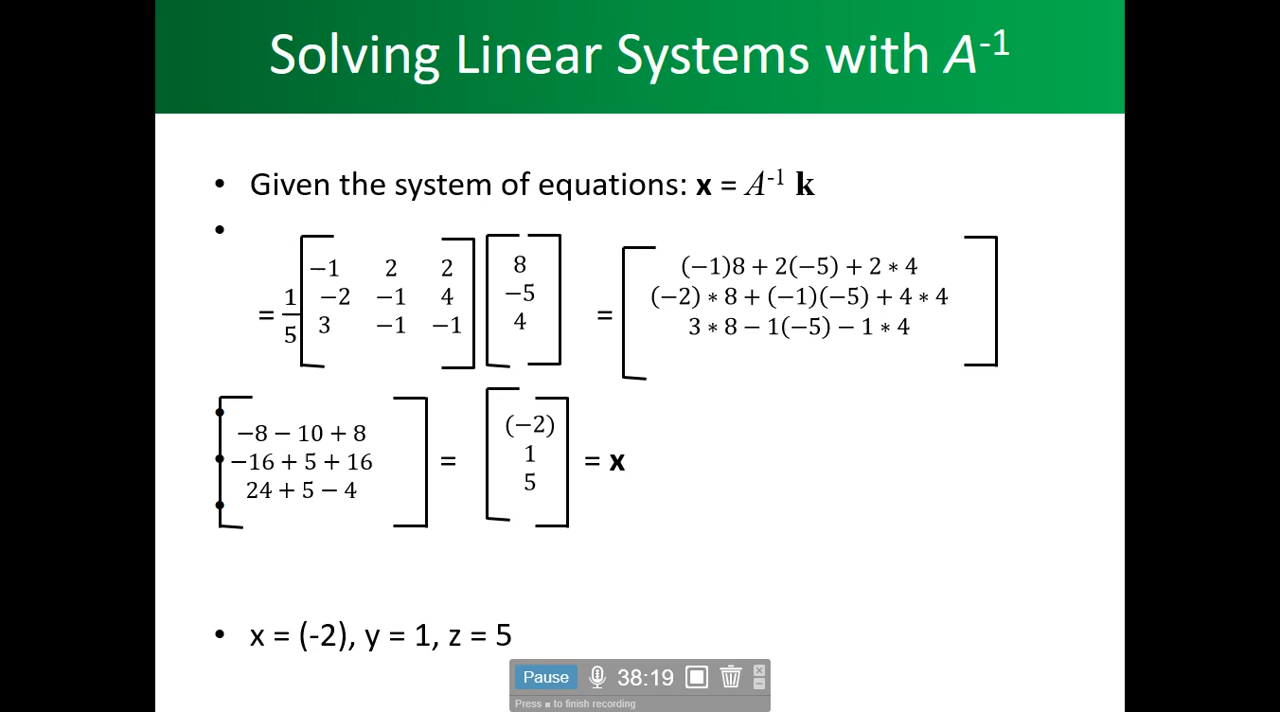 Solving Linear Systems with A⁻¹
• Given the system of equations: x = A⁻¹ k
•
= 1/5 [−1 2 2 [8 = [(−1)8 + 2(−5) + 2 ∗ 4
−2 −1 4 −5 (−2) ∗ 8 + (−1)(−5) + 4 ∗ 4
3 −1 −1] 4] 3 ∗ 8 − 1(−5) − 1 ∗ 4]
• [−8 − 10 + 8 [(−2)
• −16 + 5 + 16 = 1 = x
• 24 + 5 − 4] 5]
• x = (-2), y = 1, z = 5
Pause 38:19
Press ■ to finish recording